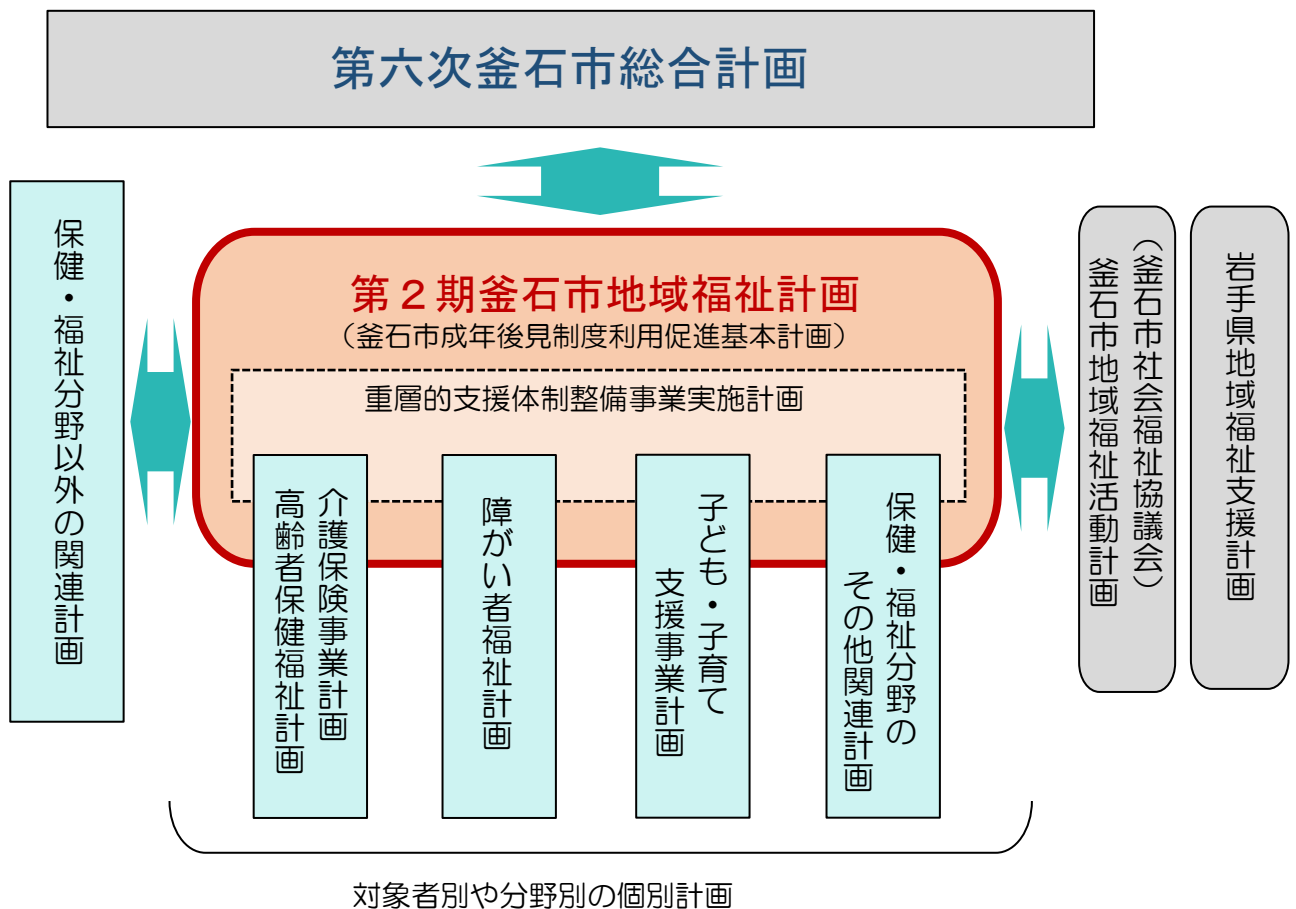 第六次釜石市総合計画
保健・福祉分野以外の関連計画
第２期釜石市地域福祉計画
（釜石市成年後見制度利用促進基本計画）
重層的支援体制整備事業実施計画
介護保険事業計画
高齢者保健福祉計画
障がい者福祉計画
子ども・子育て
支援事業計画
保健・福祉分野の
その他関連計画
（釜石市社会福祉協議会）
釜石市地域福祉活動計画
岩手県地域福祉支援計画
対象者別や分野別の個別計画